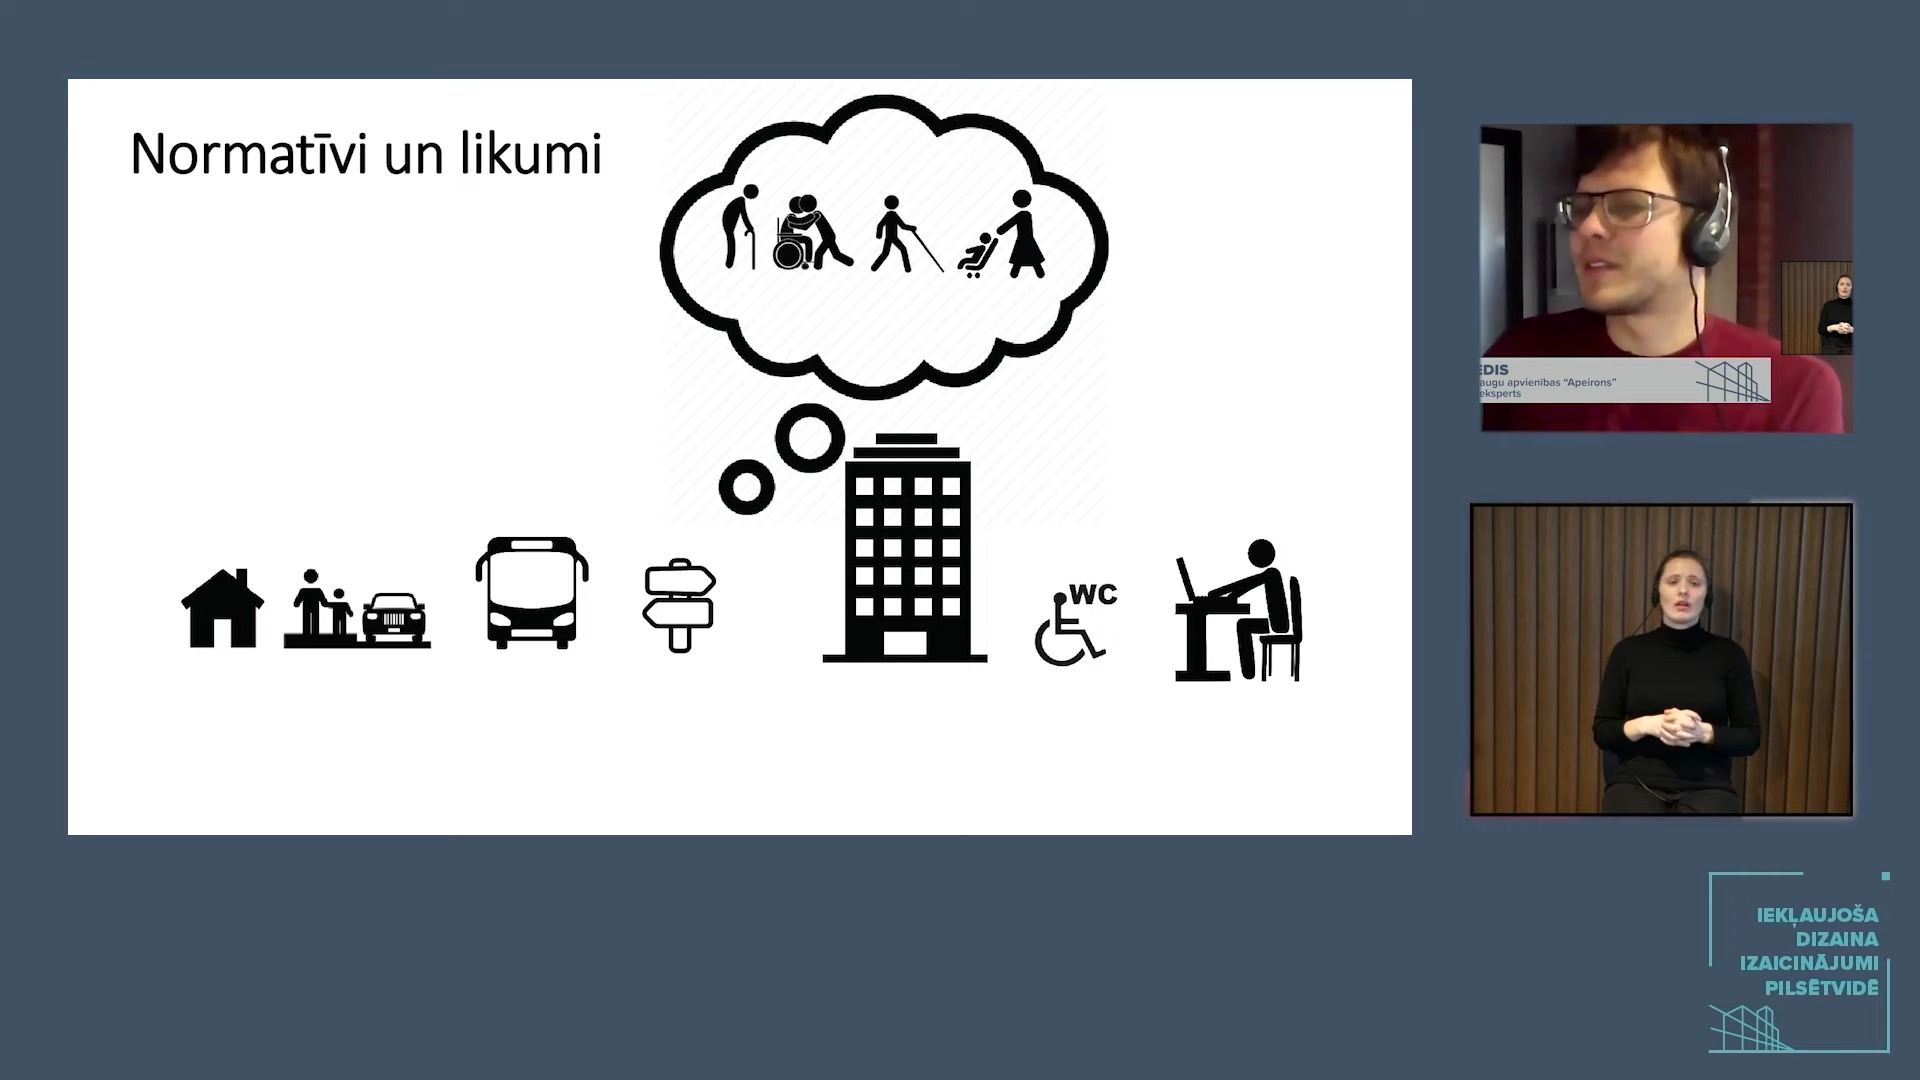 Normatīvi un likumi
WC
EDIS
augu apvienības “Apeirons”
eksperts
IEKĻAUJOŠA
DIZAINA
IZAICINĀJUMI
PILSĒTVIDĒ